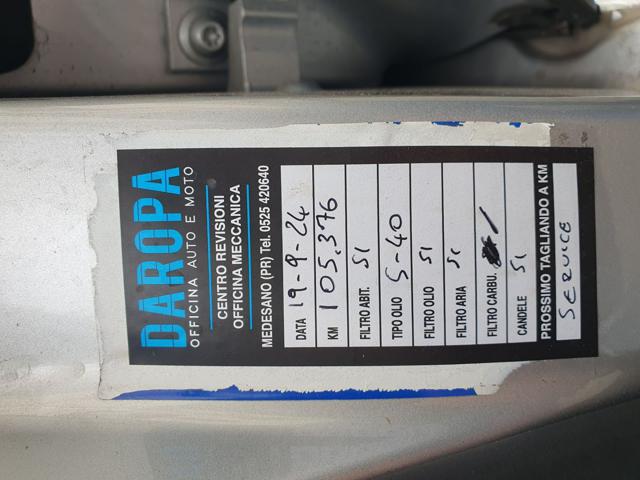 DAROPA
OFFICINA AUTO E MOTO
CENTRO REVISIONI
OFFICINA MECCANICA
MEDESANO (PR) Tel. 0525 420640
DATA 19-9-24
KM 105.376
FILTRO ABIT. SI
TIPO OLIO 5-40
FILTRO OLIO SI
FILTRO ARIA SI
FILTRO CARBU. /
CANDELE SI
PROSSIMO TAGLIANDO A KM
SERVICE